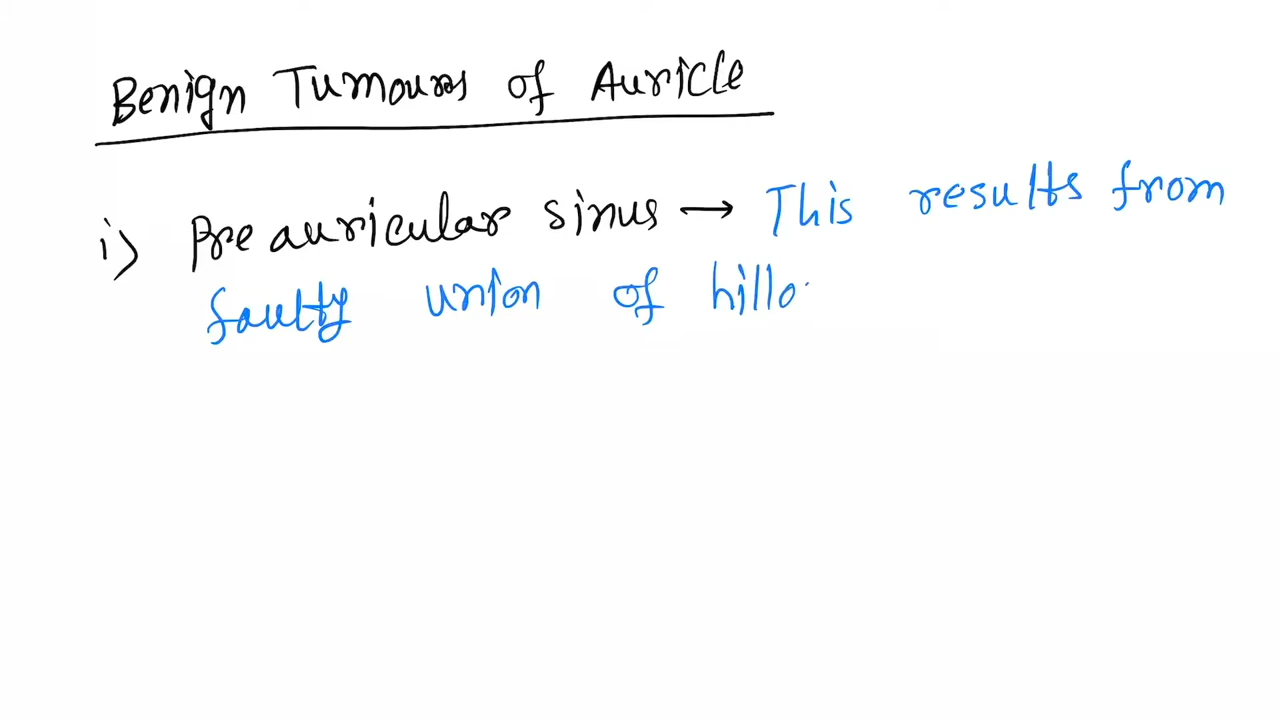 Benign Tumours of Auricle
i) Preauricular sinus → This results from
faulty union of hillo